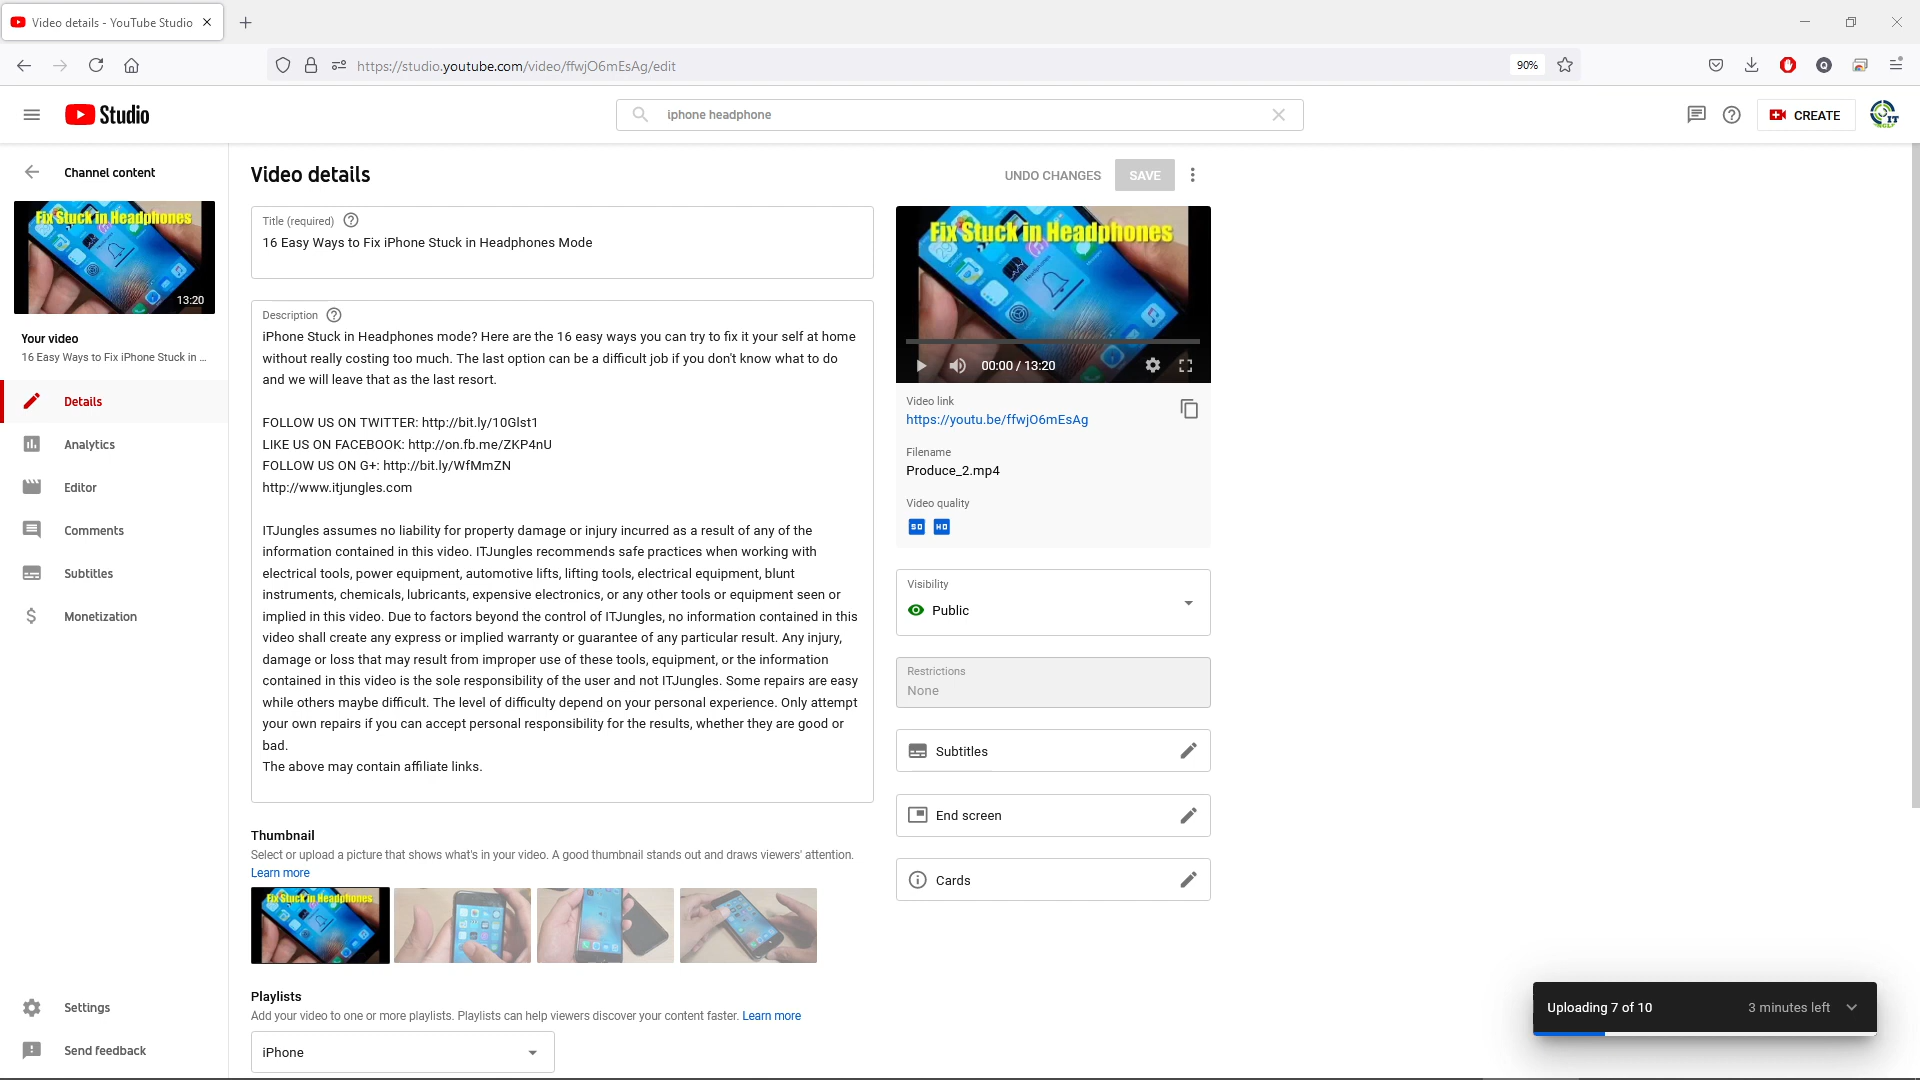 Video details - YouTube Studio
https://studio.youtube.com/video/ffwjO6mEsAg/edit
90%
Studio
iphone headphone
CREATE
Channel content
Fix Stuck in Headphones
13:20
Your video
16 Easy Ways to Fix iPhone Stuck in ...
Details
Analytics
Editor
Comments
Subtitles
Monetization
Settings
Send feedback
Video details
UNDO CHANGES
SAVE
Title (required)
16 Easy Ways to Fix iPhone Stuck in Headphones Mode
Description
iPhone Stuck in Headphones mode? Here are the 16 easy ways you can try to fix it your self at home
without really costing too much. The last option can be a difficult job if you don't know what to do
and we will leave that as the last resort.
FOLLOW US ON TWITTER: http://bit.ly/10Glst1
LIKE US ON FACEBOOK: http://on.fb.me/ZKP4nU
FOLLOW US ON G+: http://bit.ly/WfMmZN
http://www.itjungles.com
ITJungles assumes no liability for property damage or injury incurred as a result of any of the
information contained in this video. ITJungles recommends safe practices when working with
electrical tools, power equipment, automotive lifts, lifting tools, electrical equipment, blunt
instruments, chemicals, lubricants, expensive electronics, or any other tools or equipment seen or
implied in this video. Due to factors beyond the control of ITJungles, no information contained in this
video shall create any express or implied warranty or guarantee of any particular result. Any injury,
damage or loss that may result from improper use of these tools, equipment, or the information
contained in this video is the sole responsibility of the user and not ITJungles. Some repairs are easy
while others maybe difficult. The level of difficulty depend on your personal experience. Only attempt
your own repairs if you can accept personal responsibility for the results, whether they are good or
bad.
The above may contain affiliate links.
Thumbnail
Select or upload a picture that shows what's in your video. A good thumbnail stands out and draws viewers' attention.
Learn more
Fix Stuck in Headphones
Playlists
Add your video to one or more playlists. Playlists can help viewers discover your content faster. Learn more
iPhone
Fix Stuck in Headphones
Headphones
00:00 / 13:20
Video link
https://youtu.be/ffwjO6mEsAg
Filename
Produce_2.mp4
Video quality
SD HD
Visibility
Public
Restrictions
None
Subtitles
End screen
Cards
Uploading 7 of 10
3 minutes left